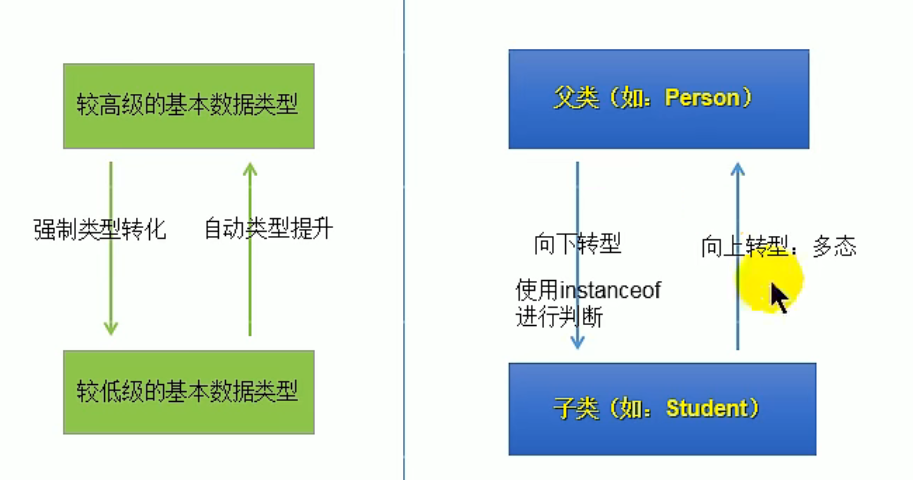 较高级的基本数据类型
强制类型转化
自动类型提升
较低级的基本数据类型
父类（如：Person）
向下转型
使用instanceof
进行判断
向上转型：多态
子类（如：Student）